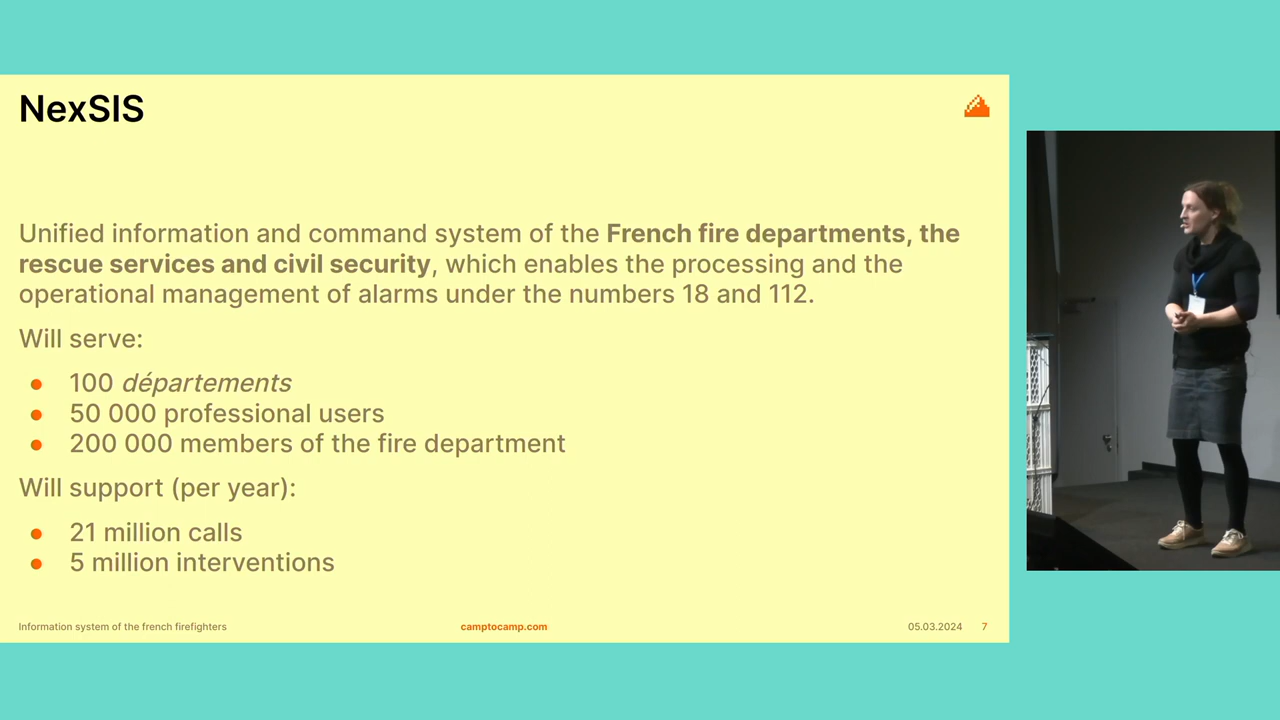 NexSIS
Unified information and command system of the French fire departments, the
rescue services and civil security, which enables the processing and the
operational management of alarms under the numbers 18 and 112.
Will serve:
● 100 départements
● 50 000 professional users
● 200 000 members of the fire department
Will support (per year):
● 21 million calls
● 5 million interventions
Information system of the french firefighters camptocamp.com 05.03.2024 7